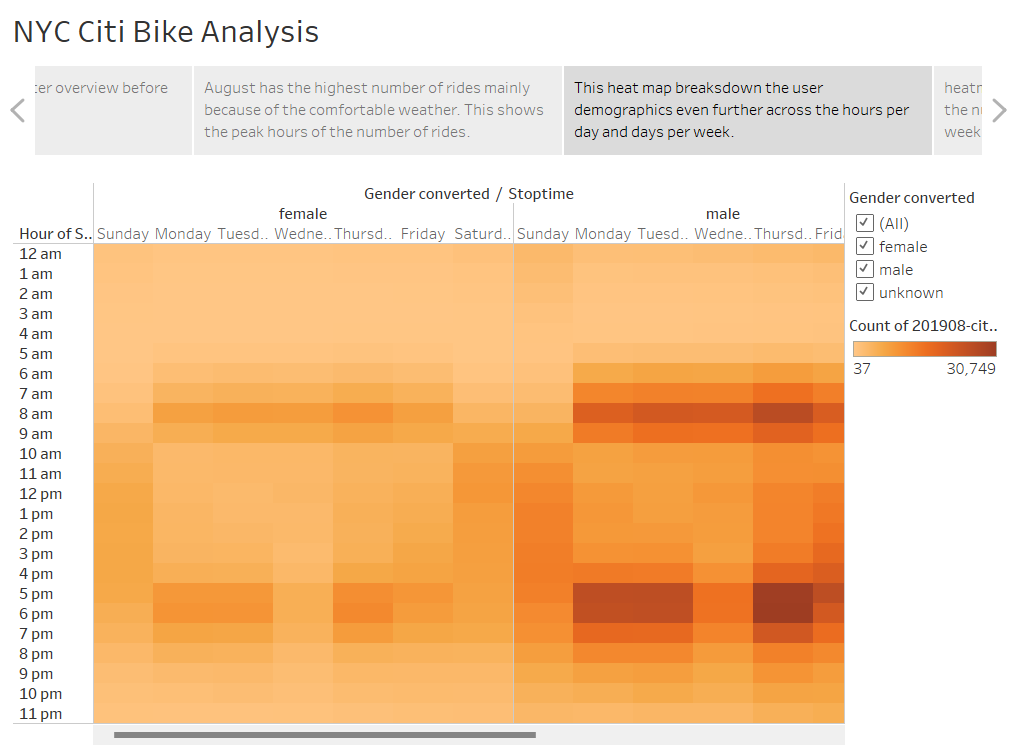 NYC Citi Bike Analysis
ter overview before
August has the highest number of rides mainly
because of the comfortable weather. This shows
the peak hours of the number of rides.
This heat map breaksdown the user
demographics even further across the hours per
day and days per week.
heatr
the nu
week
Gender converted / Stoptime
female male
Hour of S.. Sunday Monday Tuesd.. Wedne.. Thursd.. Friday Saturd.. Sunday Monday Tuesd.. Wedne.. Thursd.. Frid
12 am
1 am
2 am
3 am
4 am
5 am
6 am
7 am
8 am
9 am
10 am
11 am
12 pm
1 pm
2 pm
3 pm
4 pm
5 pm
6 pm
7 pm
8 pm
9 pm
10 pm
11 pm
Gender converted
(All)
female
male
unknown
Count of 201908-cit..
37 30,749